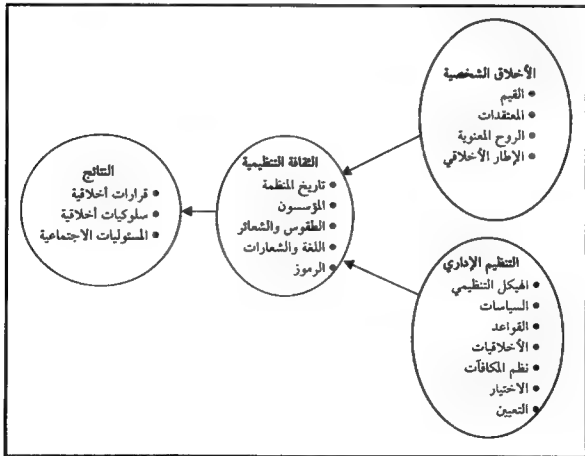 الأخلاق الشخصية
• القيم
• المعتقدات
• الروح المعنوية
• الإطار الأخلاقي
الثقافة التنظيمية
• تاريخ المنظمة
• المؤسسون
• الطقوس والشعائر
• اللغة والشعارات
• الرموز
النتائج
• قرارات أخلاقية
• سلوكيات أخلاقية
• المسئوليات الاجتماعية
التنظيم الإداري
• الهيكل التنظيمي
• السياسات
• القواعد
• الأخلاقيات
• نظم المكافآت
• الاختيار
• التعيين